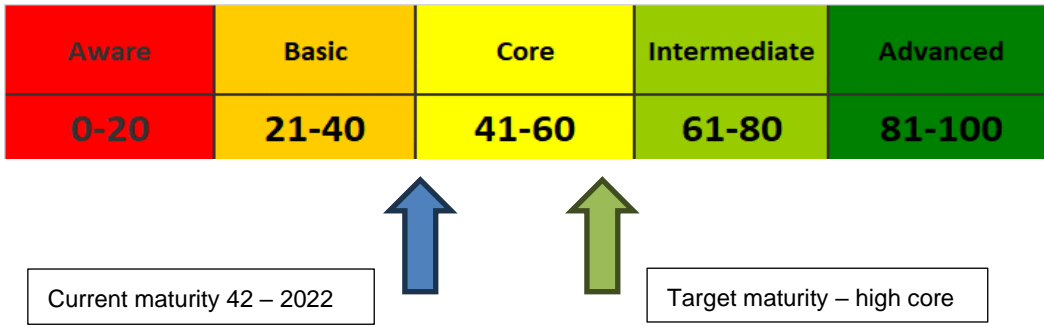 Aware Basic Core Intermediate Advanced
0-20 21-40 41-60 61-80 81-100
Current maturity 42 – 2022
Target maturity – high core